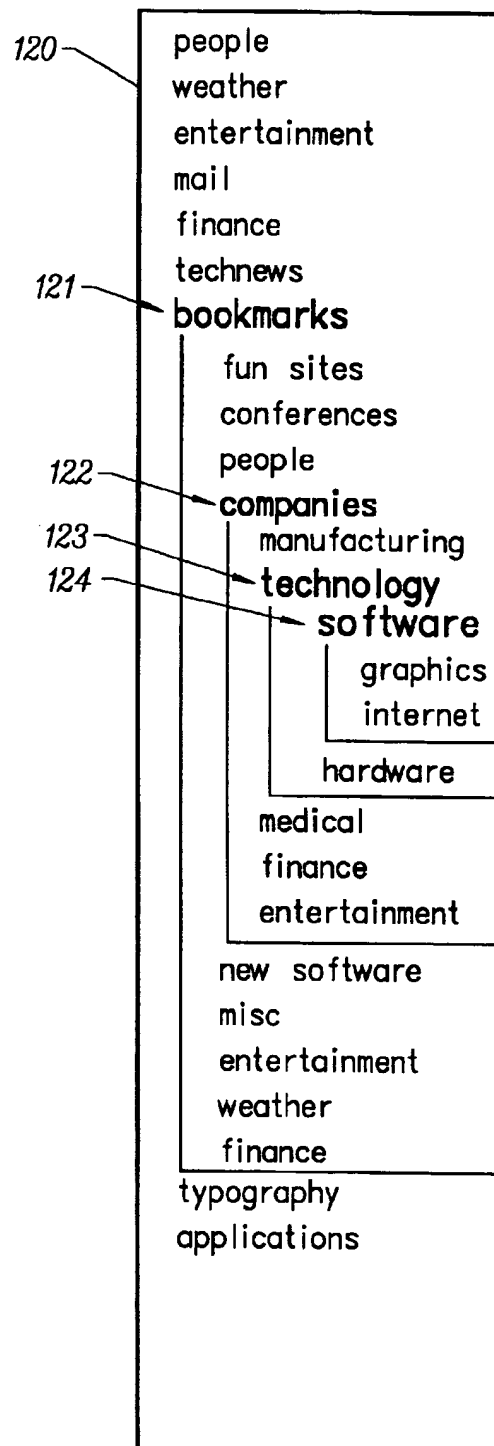 120 people
weather
entertainment
mail
finance
technews
121 bookmarks
fun sites
conferences
people
122 companies
manufacturing
123 technology
124 software
graphics
internet
hardware
medical
finance
entertainment
new software
misc
entertainment
weather
finance
typography
applications